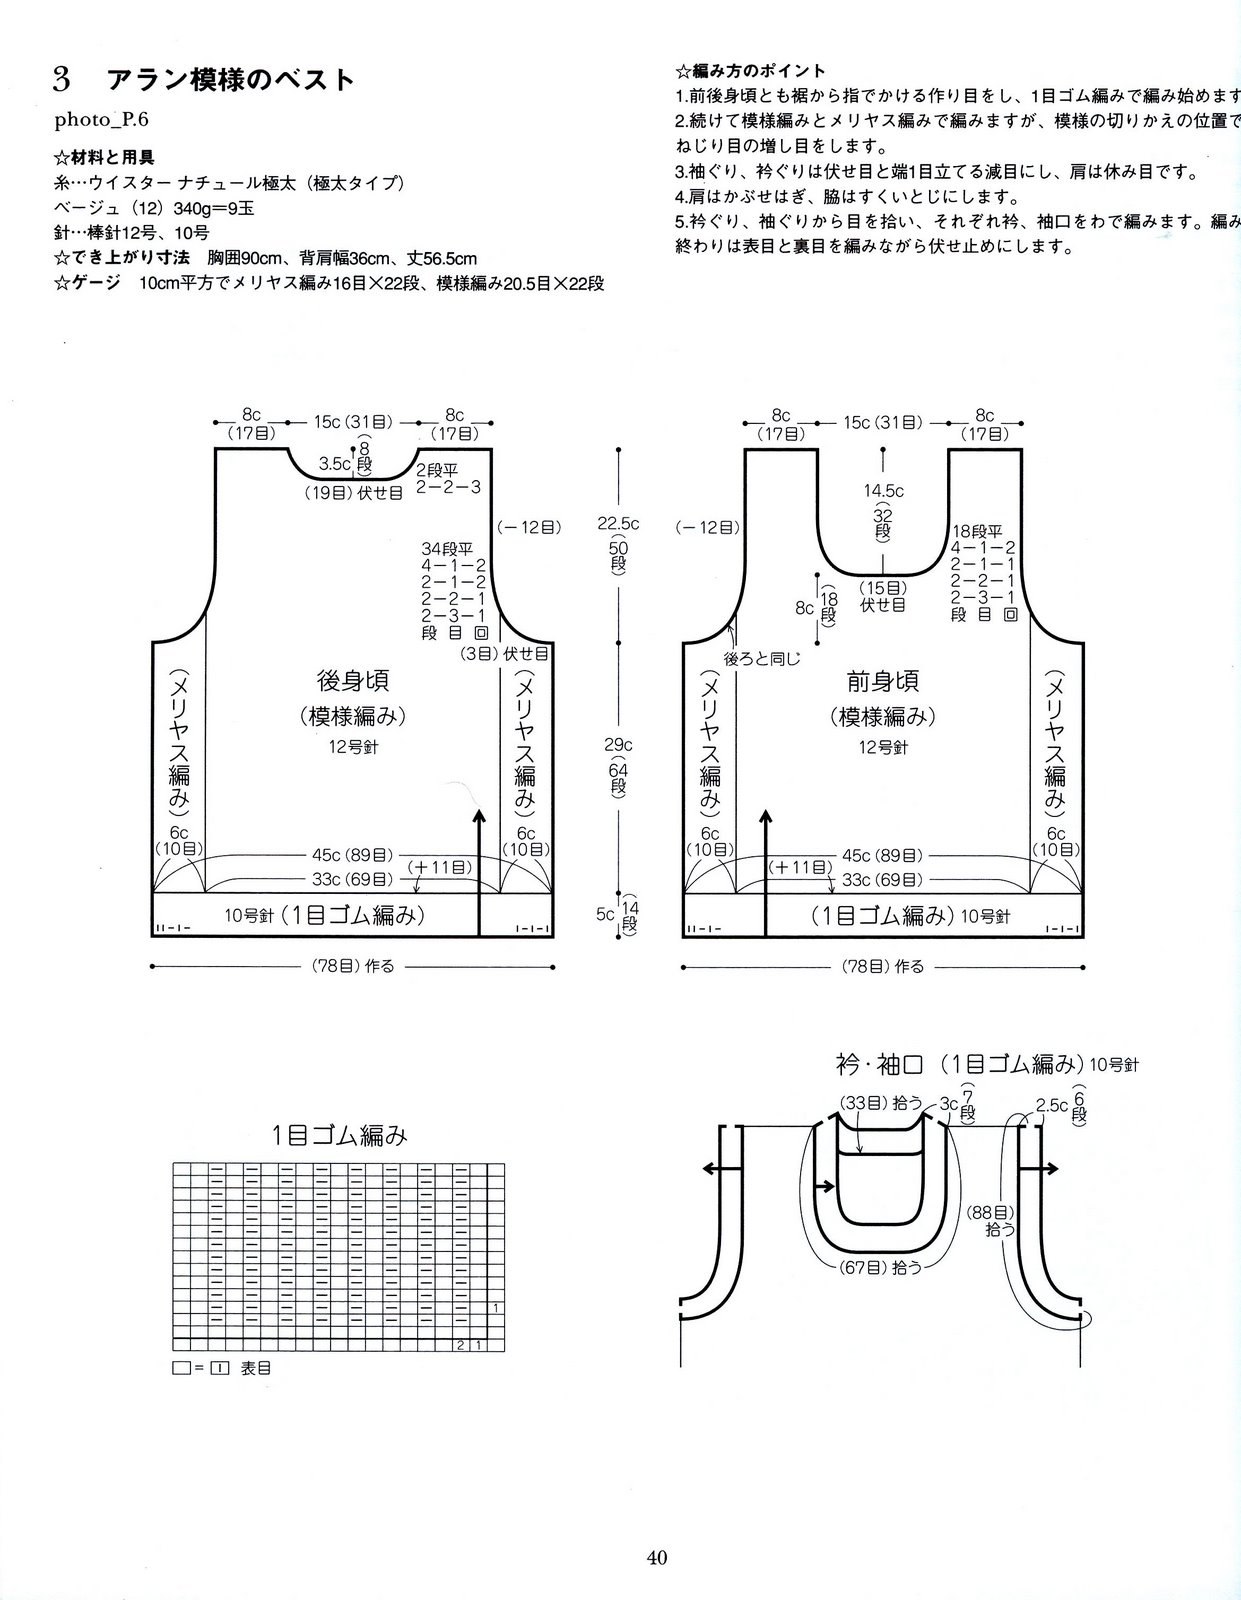 3 アラン模様のベスト
photo_P.6
☆材料と用具
糸…ウイスター ナチュール極太（極太タイプ）
ベージュ（12）340g＝9玉
針…棒針12号、10号
☆でき上がり寸法　胸囲90cm、背肩幅36cm、丈56.5cm
☆ゲージ　10cm平方でメリヤス編み16目×22段、模様編み20.5目×22段
☆編み方のポイント
1.前後身頃とも裾から指でかける作り目をし、1目ゴム編みで編み始めます
2.続けて模様編みとメリヤス編みで編みますが、模様の切りかえの位置で
ねじり目の増し目をします。
3.袖ぐり、衿ぐりは伏せ目と端1目立てる減目にし、肩は休み目です。
4.肩はかぶせはぎ、脇はすくいとじにします。
5.衿ぐり、袖ぐりから目を拾い、それぞれ衿、袖口をわで編みます。編み
終わりは表目と裏目を編みながら伏せ止めにします。
8c
(17目)
15c (31目)
8c
(17目)
3.5c
(8段)
(19目) 伏せ目
2段平
2−2−3
(−12目)
34段平
4−1−2
2−1−2
2−2−1
2−3−1
段 目 回
(3目) 伏せ目
後身頃
(模様編み)
12号針
(メリヤス編み)
(メリヤス編み)
6c
(10目)
6c
(10目)
45c (89目)
(＋11目)
33c (69目)
10号針 (1目ゴム編み)
II-I-
I-I-I
(78目) 作る
22.5c
(50段)
29c
(64段)
5c
(14段)
8c
(17目)
15c (31目)
8c
(17目)
14.5c
(32段)
(−12目)
18段平
4−1−2
2−1−1
2−2−1
2−3−1
段 目 回
(15目)
伏せ目
8c
(18段)
後ろと同じ
前身頃
(模様編み)
12号針
(メリヤス編み)
(メリヤス編み)
6c
(10目)
6c
(10目)
45c (89目)
(＋11目)
33c (69目)
(1目ゴム編み) 10号針
II-I-
I-I-I
(78目) 作る
1目ゴム編み
1
2 1
□=|I| 表目
衿・袖口 (1目ゴム編み) 10号針
(33目) 拾う
3c
(7段)
2.5c
(6段)
(88目)
拾う
(67目) 拾う
40